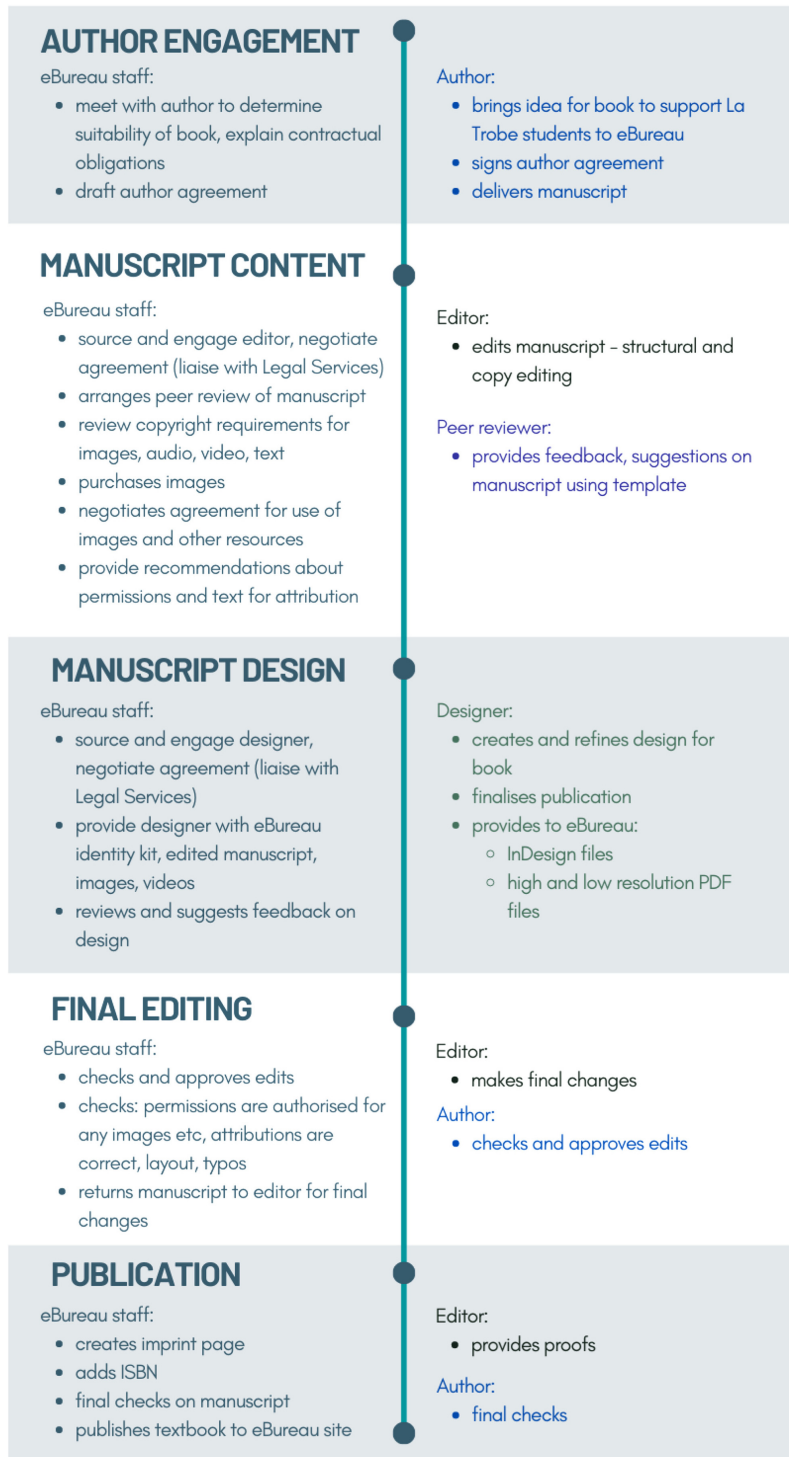 AUTHOR ENGAGEMENT
eBureau staff:
• meet with author to determine
suitability of book, explain contractual
obligations
• draft author agreement
Author:
• brings idea for book to support La
Trobe students to eBureau
• signs author agreement
• delivers manuscript
MANUSCRIPT CONTENT
eBureau staff:
• source and engage editor, negotiate
agreement (liaise with Legal Services)
• arranges peer review of manuscript
• review copyright requirements for
images, audio, video, text
• purchases images
• negotiates agreement for use of
images and other resources
• provide recommendations about
permissions and text for attribution
Editor:
• edits manuscript - structural and
copy editing
Peer reviewer:
• provides feedback, suggestions on
manuscript using template
MANUSCRIPT DESIGN
eBureau staff:
• source and engage designer,
negotiate agreement (liaise with
Legal Services)
• provide designer with eBureau
identity kit, edited manuscript,
images, videos
• reviews and suggests feedback on
design
Designer:
• creates and refines design for
book
• finalises publication
• provides to eBureau:
○ InDesign files
○ high and low resolution PDF
files
FINAL EDITING
eBureau staff:
• checks and approves edits
• checks: permissions are authorised for
any images etc, attributions are
correct, layout, typos
• returns manuscript to editor for final
changes
Editor:
• makes final changes
Author:
• checks and approves edits
PUBLICATION
eBureau staff:
• creates imprint page
• adds ISBN
• final checks on manuscript
• publishes textbook to eBureau site
Editor:
• provides proofs
Author:
• final checks